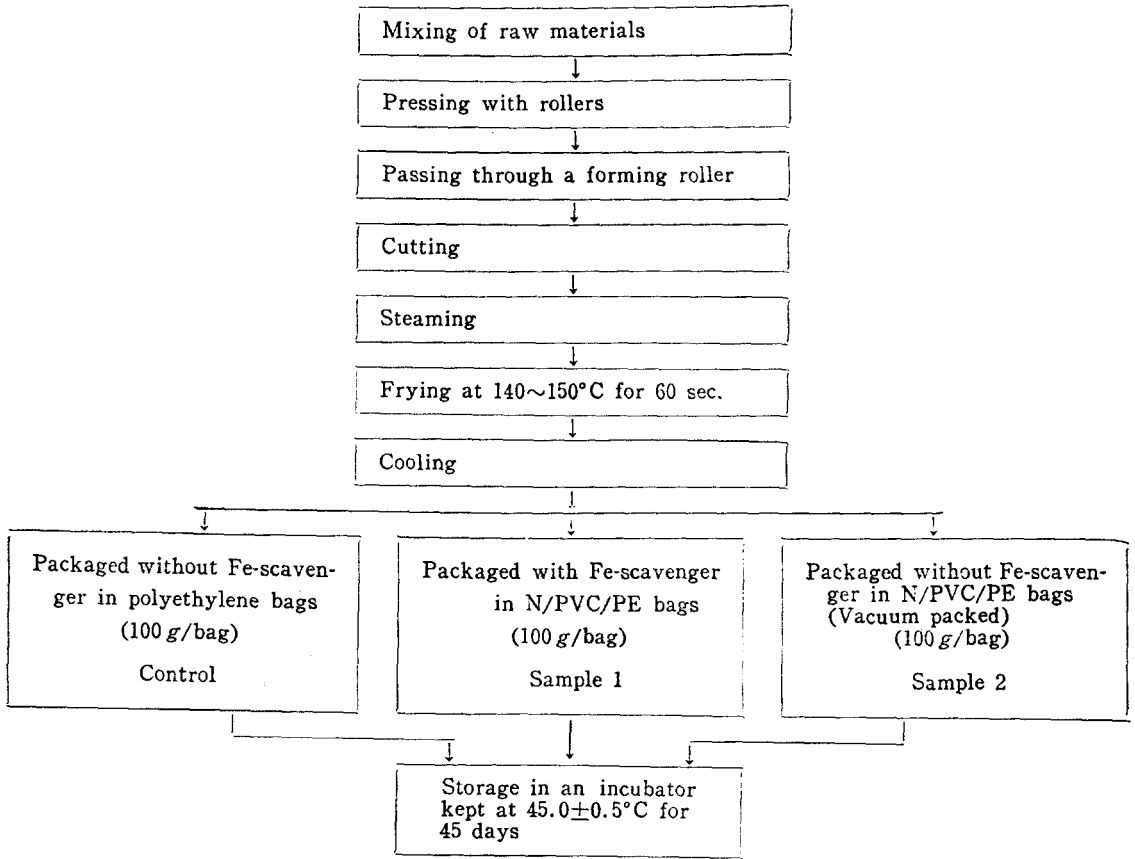 Mixing of raw materials
Pressing with rollers
Passing through a forming roller
Cutting
Steaming
Frying at 140~150°C for 60 sec.
Cooling
Packaged without Fe-scaven-
ger in polyethylene bags
(100 g/bag)
Control
Packaged with Fe-scavenger
in N/PVC/PE bags
(100 g/bag)
Sample 1
Packaged without Fe-scaven-
ger in N/PVC/PE bags
(Vacuum packed)
(100 g/bag)
Sample 2
Storage in an incubator
kept at 45.0±0.5°C for
45 days